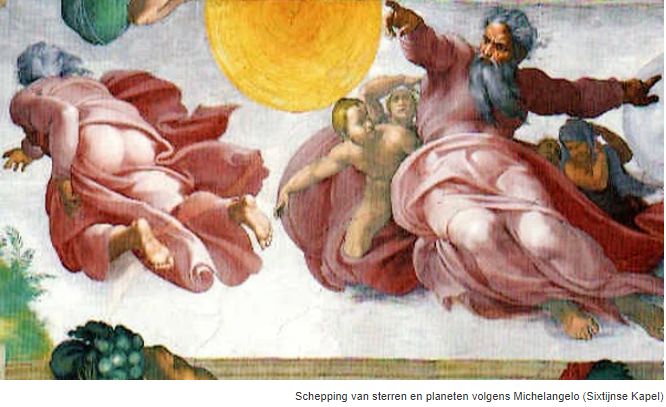 Schepping van sterren en planeten volgens Michelangelo (Sixtijnse Kapel)